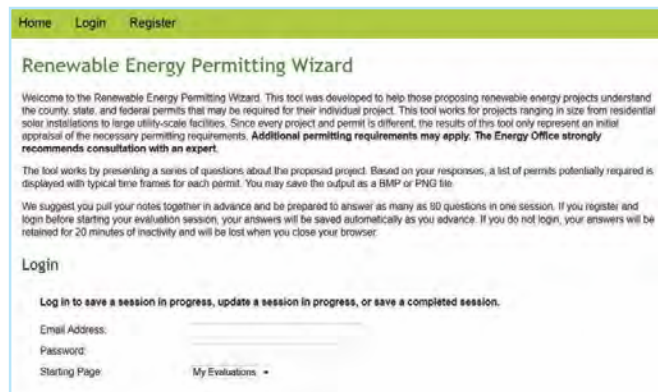 Home Login Register
Renewable Energy Permitting Wizard
Welcome to the Renewable Energy Permitting Wizard. This tool was developed to help those proposing renewable energy projects understand
the county, state, and federal permits that may be required for their individual project. This tool works for projects ranging in size from residential
solar installations to large utility-scale facilities. Since every project and permit is different, the results of this tool only represent an initial
appraisal of the necessary permitting requirements. Additional permitting requirements may apply. The Energy Office strongly
recommends consultation with an expert.
The tool works by presenting a series of questions about the proposed project. Based on your responses, a list of permits potentially required is
displayed with typical time frames for each permit. You may save the output as a BMP or PNG file
We suggest you pull your notes together in advance and be prepared to answer as many as 80 questions in one session. If you register and
login before starting your evaluation session, your answers will be saved automatically as you advance. If you do not login, your answers will be
retained for 20 minutes of inactivity and will be lost when you close your browser.
Login
Log in to save a session in progress, update a session in progress, or save a completed session.
Email Address:
Password:
Starting Page My Evaluations